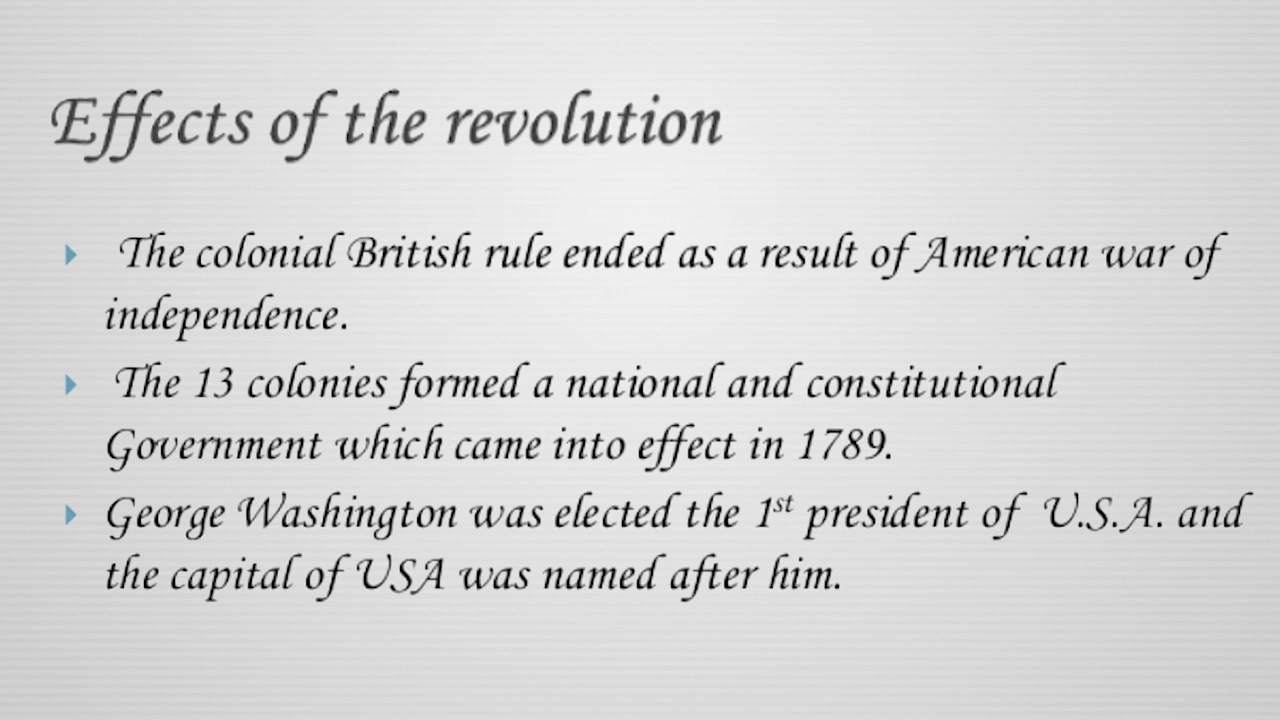 Effects of the revolution
The colonial British rule ended as a result of American war of
independence.
The 13 colonies formed a national and constitutional
Government which came into effect in 1789.
George Washington was elected the 1st president of U.S.A. and
the capital of USA was named after him.